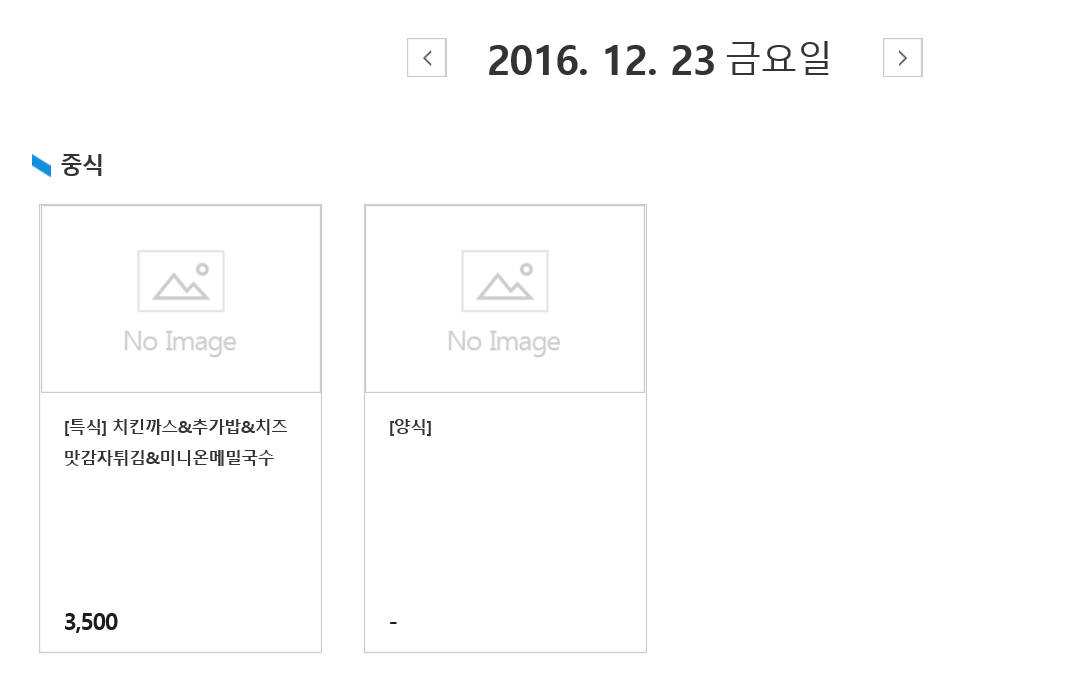 2016. 12. 23 금요일
중식
No Image
No Image
[특식] 치킨까스&추가밥&치즈
맛감자튀김&미니온메밀국수
[양식]
3,500
-